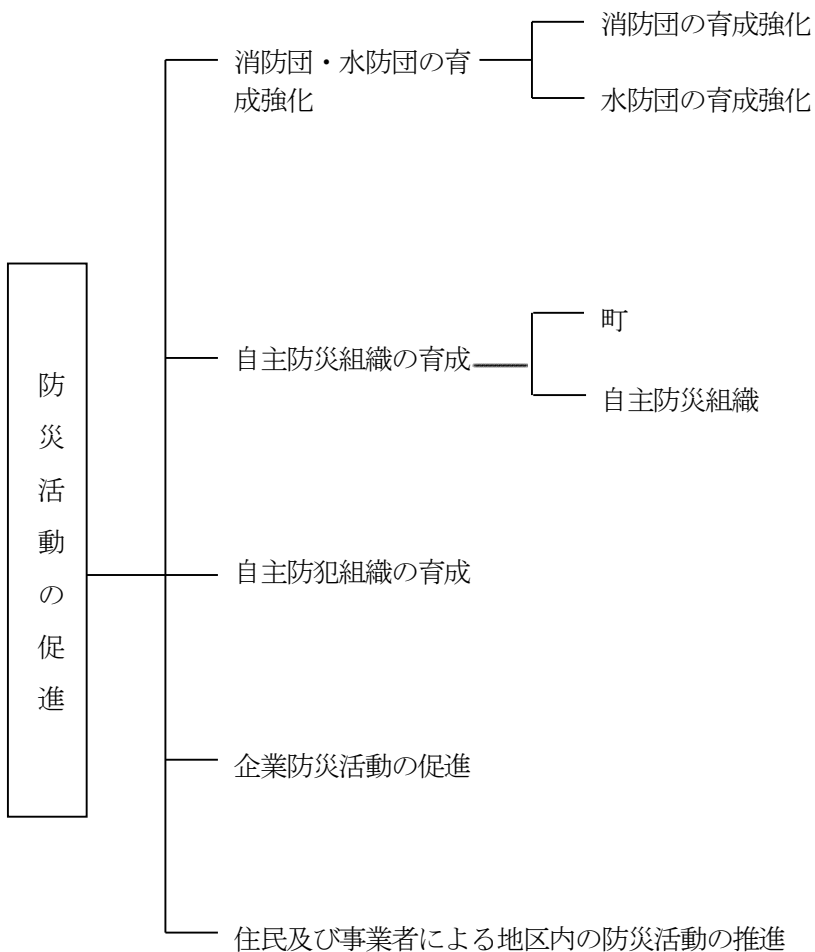 防災活動の促進
消防団・水防団の育
成強化
消防団の育成強化
水防団の育成強化
自主防災組織の育成
町
自主防災組織
自主防犯組織の育成
企業防災活動の促進
住民及び事業者による地区内の防災活動の推進